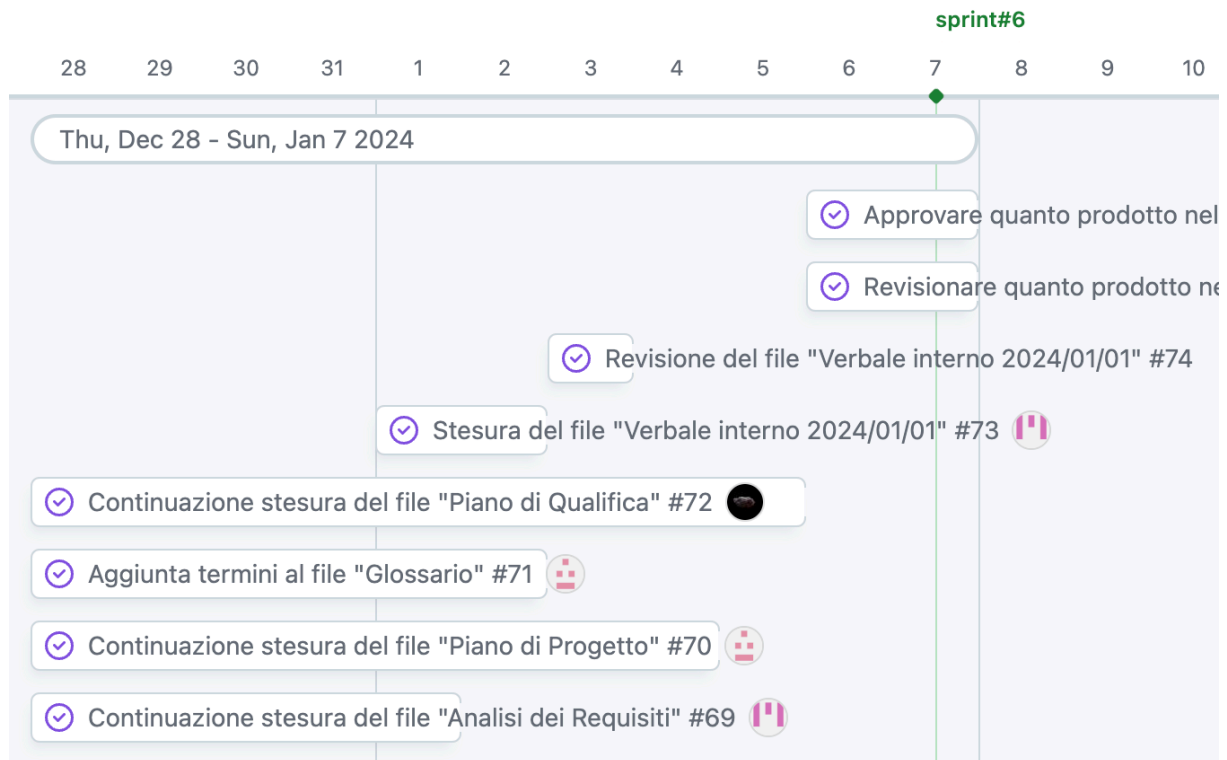 sprint#6
28 29 30 31 1 2 3 4 5 6 7 8 9 10
Thu, Dec 28 - Sun, Jan 7 2024
Approvare quanto prodotto nel
Revisionare quanto prodotto ne
Revisione del file "Verbale interno 2024/01/01" #74
Stesura del file "Verbale interno 2024/01/01" #73
Continuazione stesura del file "Piano di Qualifica" #72
Aggiunta termini al file "Glossario" #71
Continuazione stesura del file "Piano di Progetto" #70
Continuazione stesura del file "Analisi dei Requisiti" #69